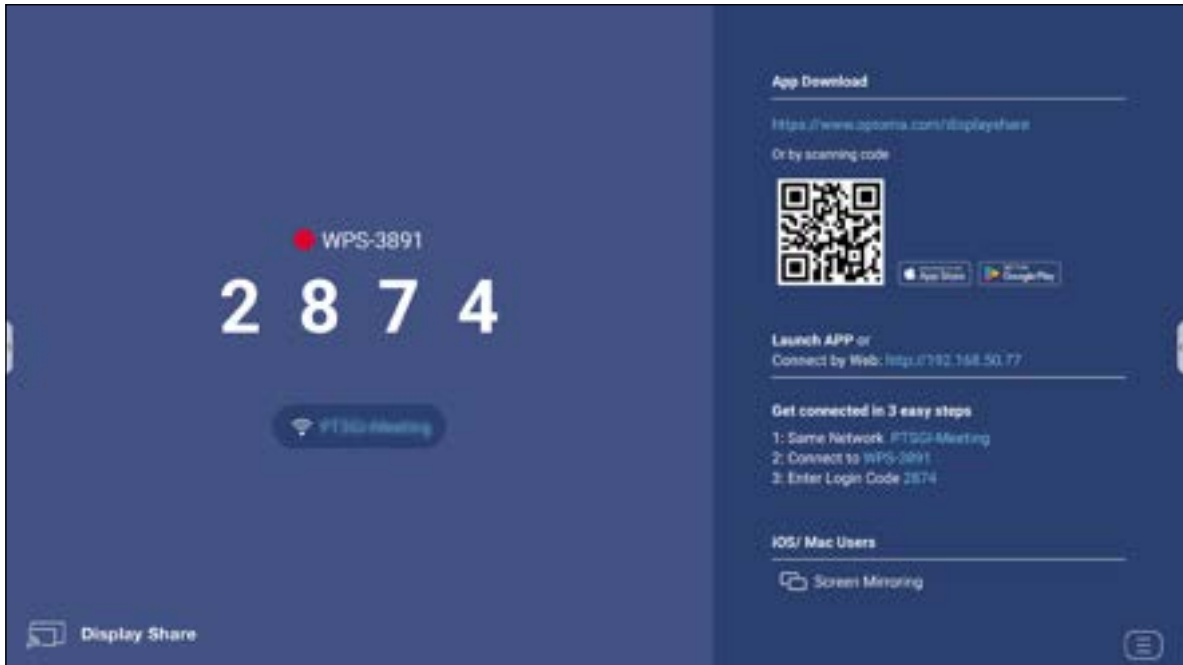 WPS-3891
2 8 7 4
PTSGI-Meeting
Display Share
App Download
https://www.optoma.com/displayshare
Or by scanning code
App Store
Google Play
Launch APP or
Connect by Web: http://192.168.50.77
Get connected in 3 easy steps
1: Same Network PTSGI-Meeting
2: Connect to WPS-3891
3: Enter Login Code 2874
iOS/ Mac Users
Screen Mirroring